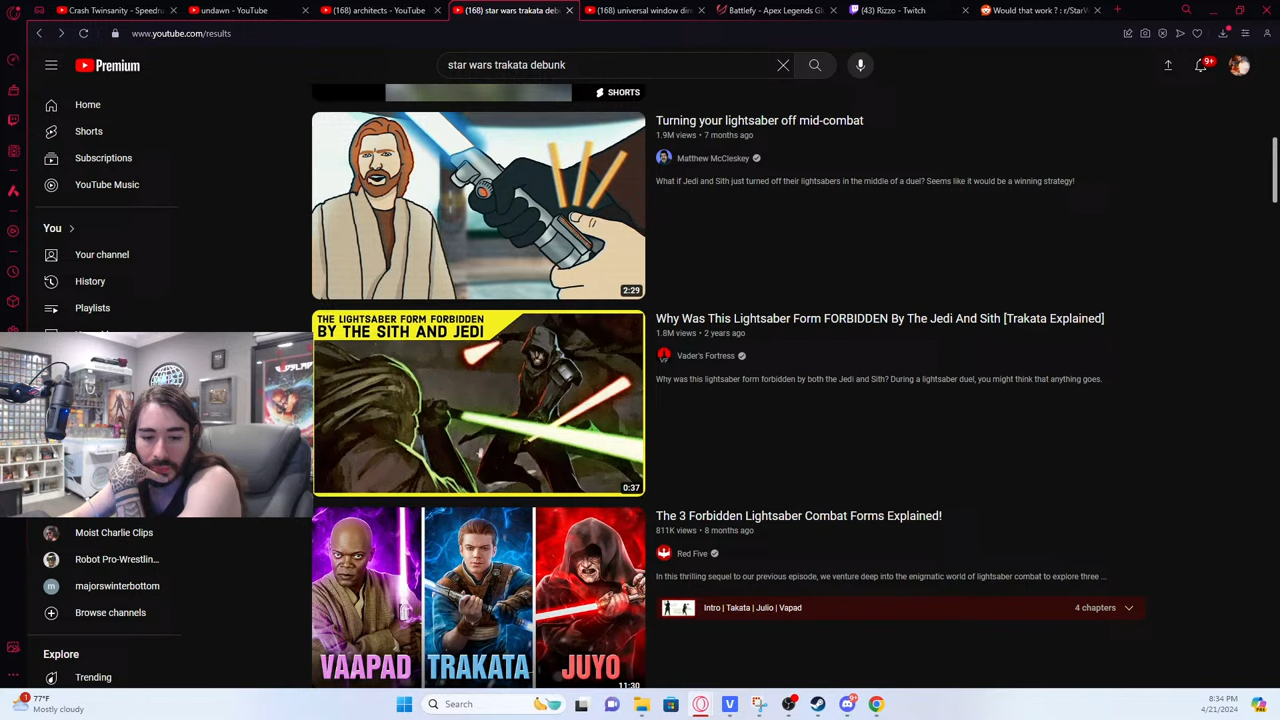 Crash Twinsanity - Speedru
undawn - YouTube
(168) architects - YouTube
(168) star wars trakata deb
(168) universal window dire
Battlefy - Apex Legends Gl
(43) Rizzo - Twitch
Would that work ? : r/StarV
www.youtube.com/results
Premium
star wars trakata debunk
9+
SHORTS
Home
Shorts
Subscriptions
YouTube Music
You
Your channel
History
Playlists
Turning your lightsaber off mid-combat
1.9M views • 7 months ago
Matthew McCleskey
What if Jedi and Sith just turned off their lightsabers in the middle of a duel? Seems like it would be a winning strategy!
2:29
THE LIGHTSABER FORM FORBIDDEN
BY THE SITH AND JEDI
0:37
Why Was This Lightsaber Form FORBIDDEN By The Jedi And Sith [Trakata Explained]
1.8M views • 2 years ago
Vader's Fortress
Why was this lightsaber form forbidden by both the Jedi and Sith? During a lightsaber duel, you might think that anything goes.
VAAPAD
TRAKATA
JUYO
11:30
The 3 Forbidden Lightsaber Combat Forms Explained!
811K views • 8 months ago
Red Five
In this thrilling sequel to our previous episode, we venture deep into the enigmatic world of lightsaber combat to explore three ...
Intro | Takata | Julio | Vapad
4 chapters
Moist Charlie Clips
Robot Pro-Wrestlin...
m
majorswinterbottom
Browse channels
Explore
Trending
1
77°F
Mostly cloudy
Search
9+
8:34 PM
4/21/2024